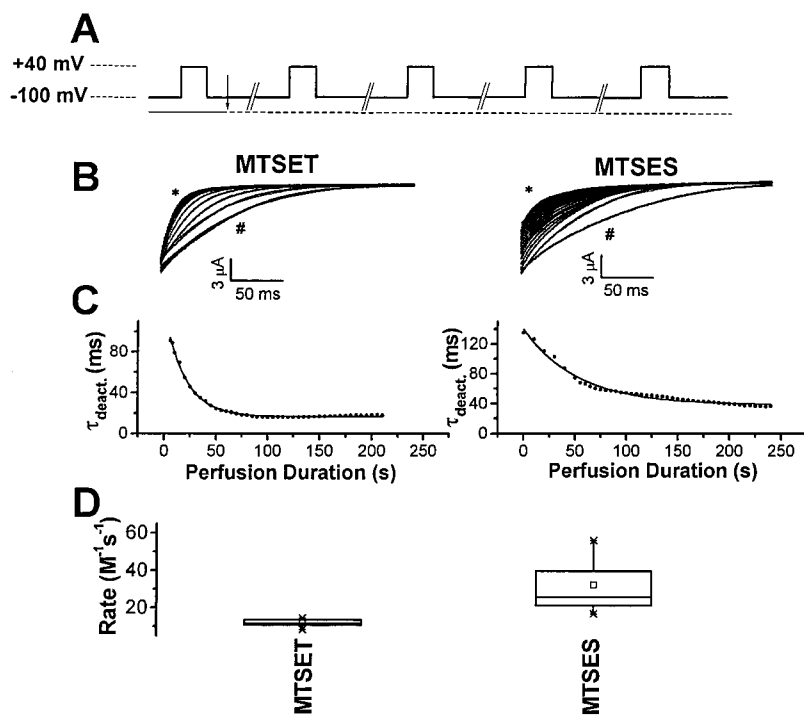 A
+40 mV
-100 mV
B
MTSET
MTSES
*
*
#
#
3 µA
50 ms
3 µA
50 ms
C
τdeact. (ms)
80
40
0
0 50 100 150 200 250
Perfusion Duration (s)
τdeact. (ms)
120
80
40
0
0 50 100 150 200 250
Perfusion Duration (s)
D
Rate (M⁻¹s⁻¹)
60
40
20
MTSET
MTSES